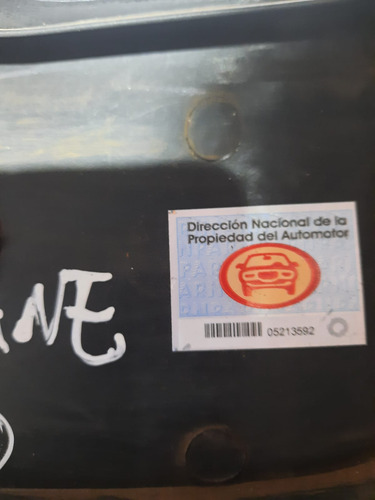 Dirección Nacional de la
Propiedad del Automotor
05213592
NE